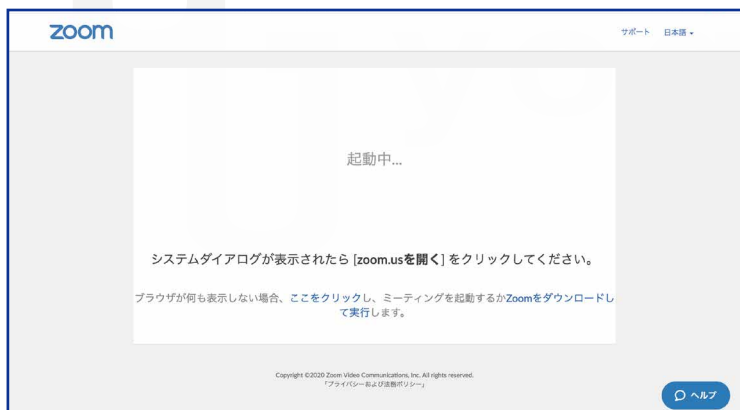 zoom
サポート 日本語
起動中...
システムダイアログが表示されたら [zoom.usを開く] をクリックしてください。
ブラウザが何も表示しない場合、ここをクリックし、ミーティングを起動するかZoomをダウンロードし
て実行します。
Copyright ©2020 Zoom Video Communications, Inc. All rights reserved.
「プライバシーおよび法務ポリシー」
ヘルプ